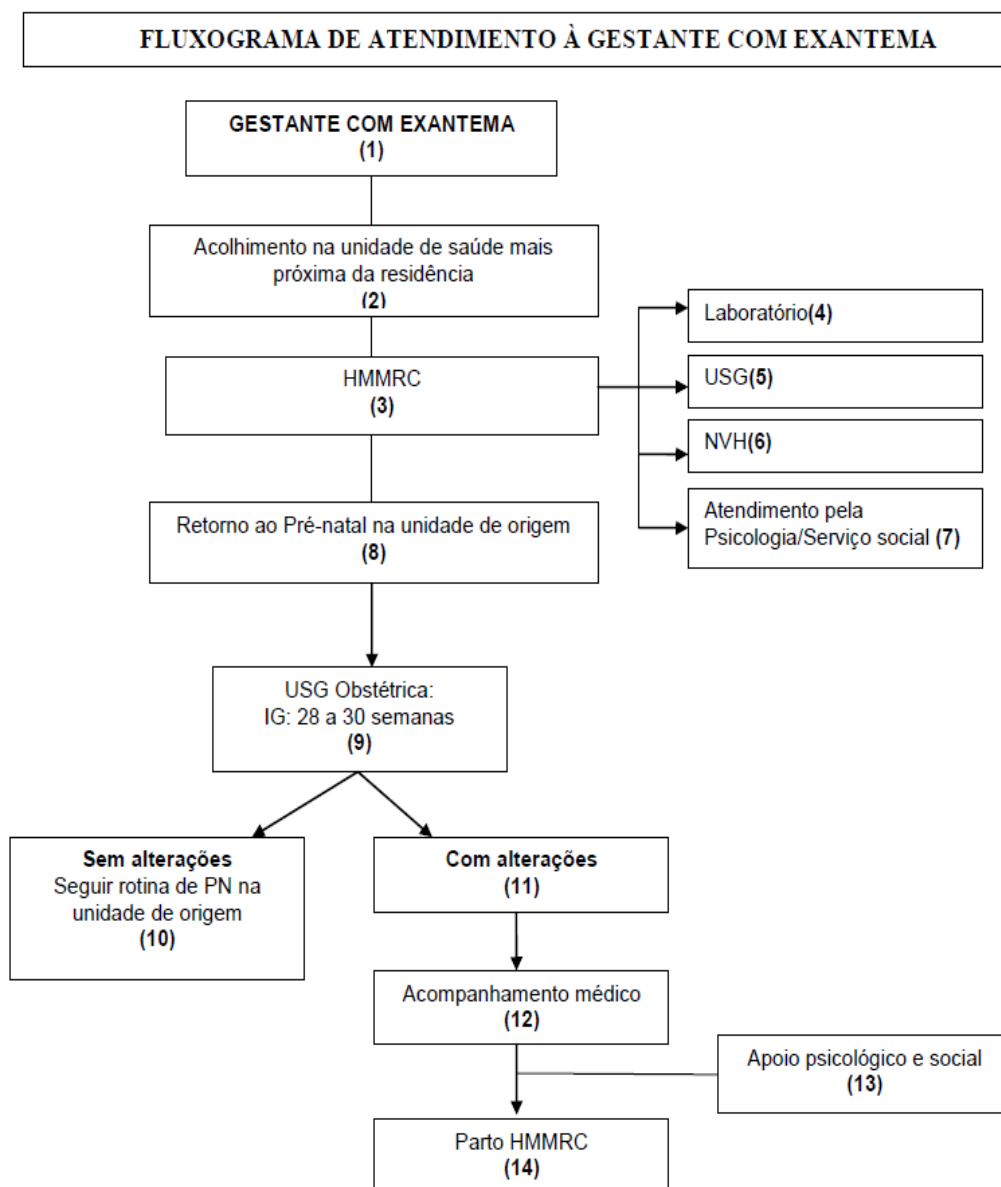 FLUXOGRAMA DE ATENDIMENTO À GESTANTE COM EXANTEMA
GESTANTE COM EXANTEMA
(1)
Acolhimento na unidade de saúde mais
próxima da residência
(2)
HMMRC
(3)
Laboratório(4)
USG(5)
NVH(6)
Atendimento pela
Psicologia/Serviço social (7)
Retorno ao Pré-natal na unidade de origem
(8)
USG Obstétrica:
IG: 28 a 30 semanas
(9)
Sem alterações
Seguir rotina de PN na
unidade de origem
(10)
Com alterações
(11)
Acompanhamento médico
(12)
Apoio psicológico e social
(13)
Parto HMMRC
(14)